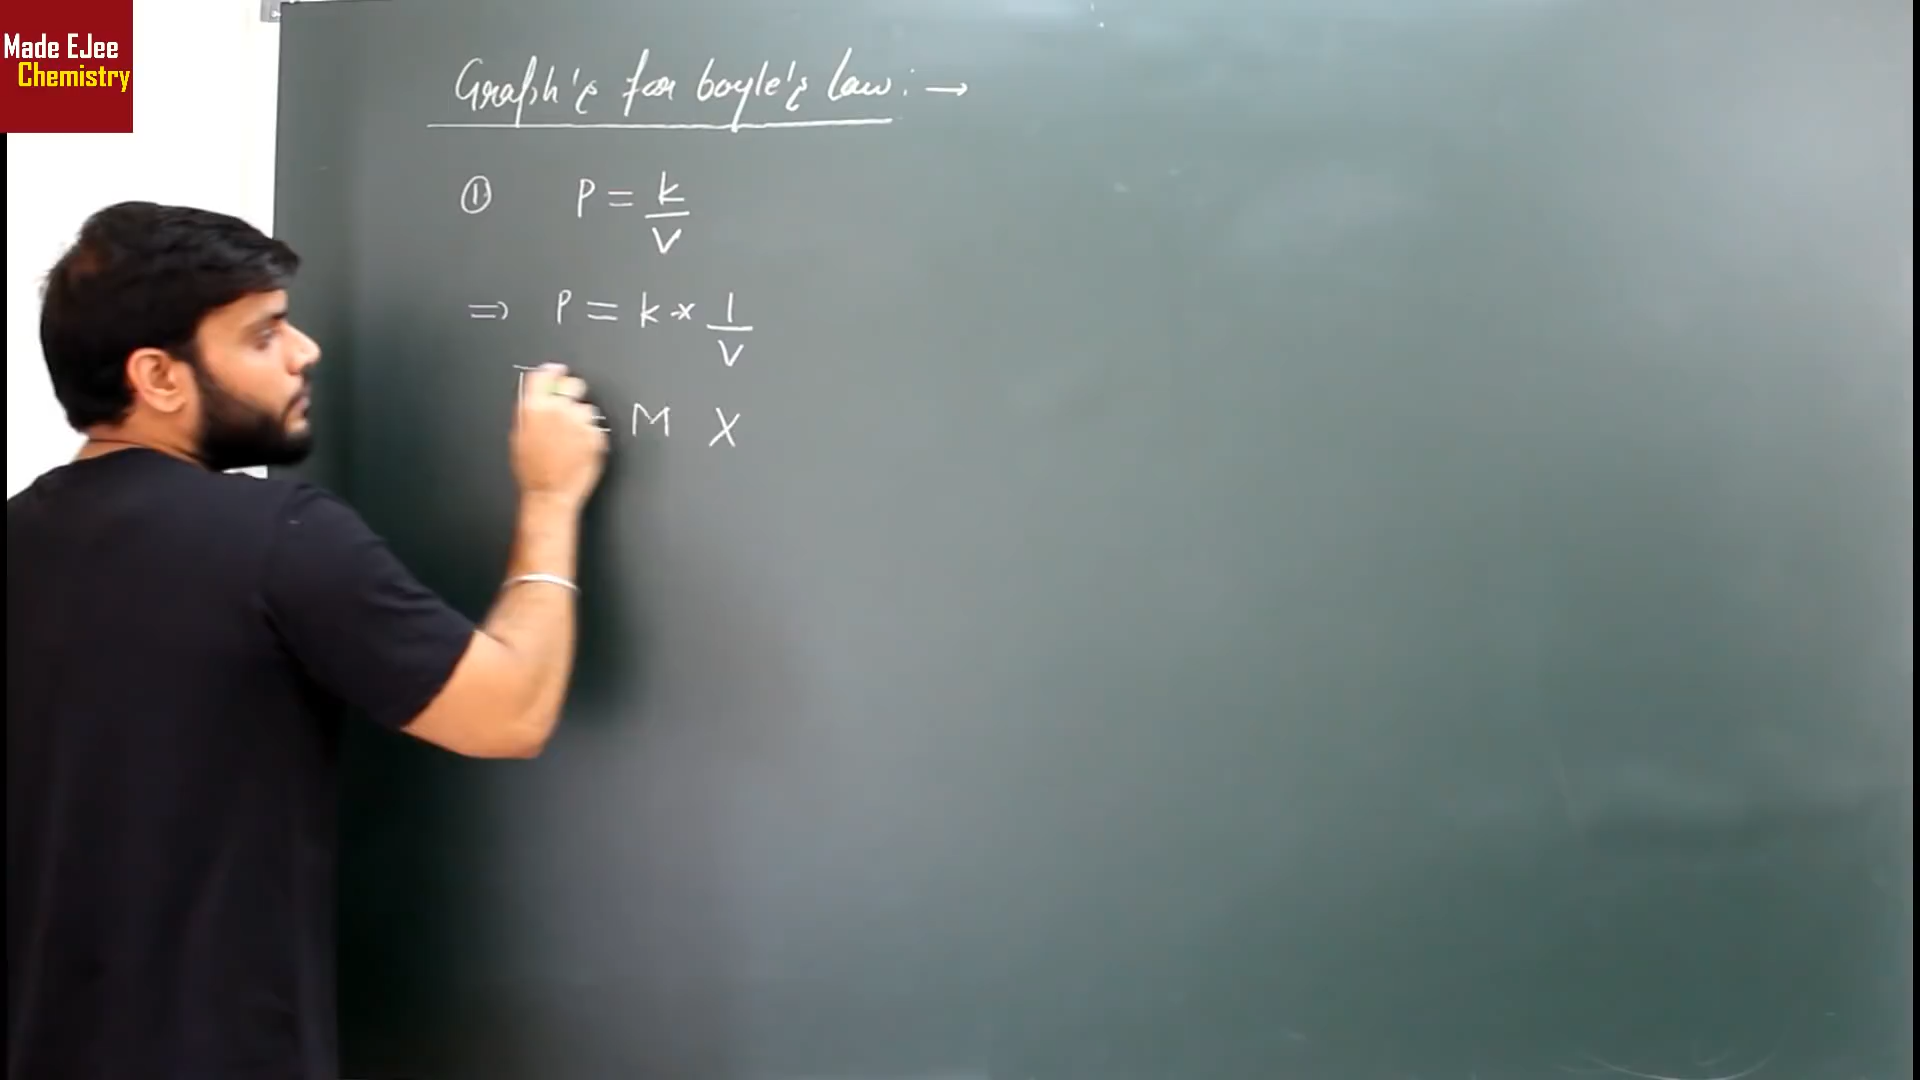 Made EJee
Chemistry
Graph's for boyle's law: →
① P = k/V
⇒ P = k × 1/V
= M X